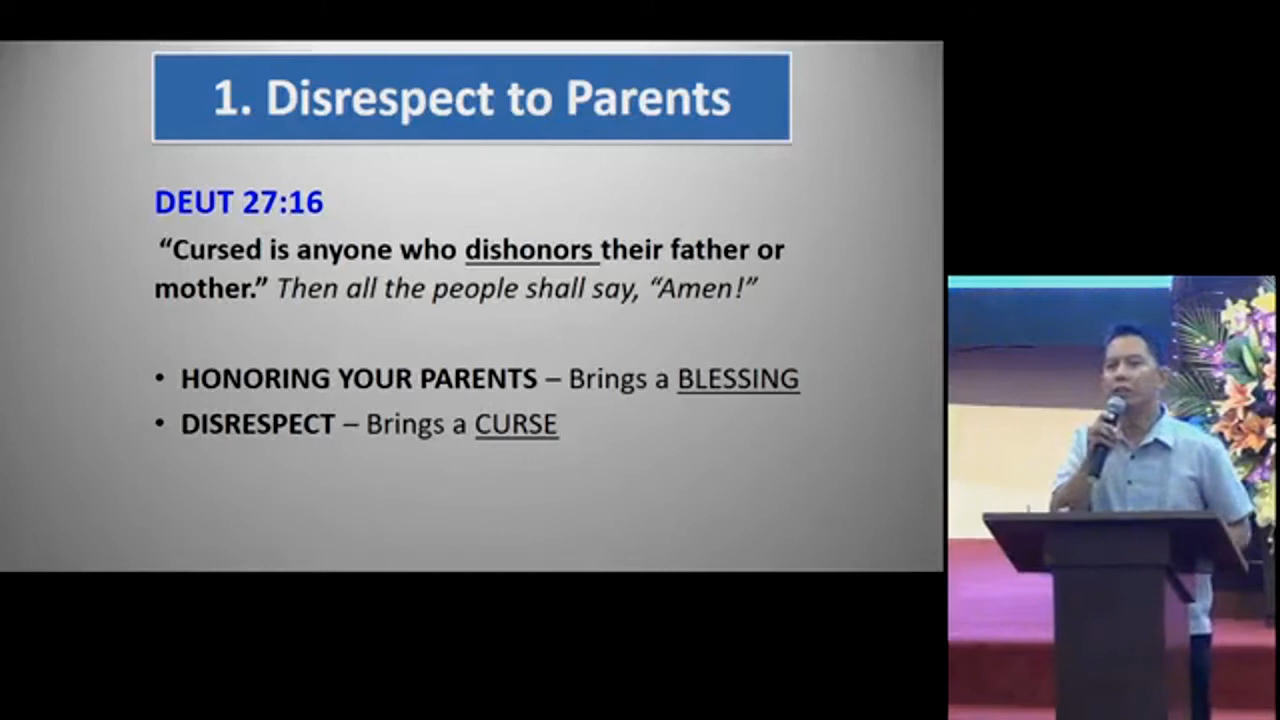 1. Disrespect to Parents
DEUT 27:16
“Cursed is anyone who dishonors their father or
mother.” Then all the people shall say, “Amen!”
• HONORING YOUR PARENTS – Brings a BLESSING
• DISRESPECT – Brings a CURSE